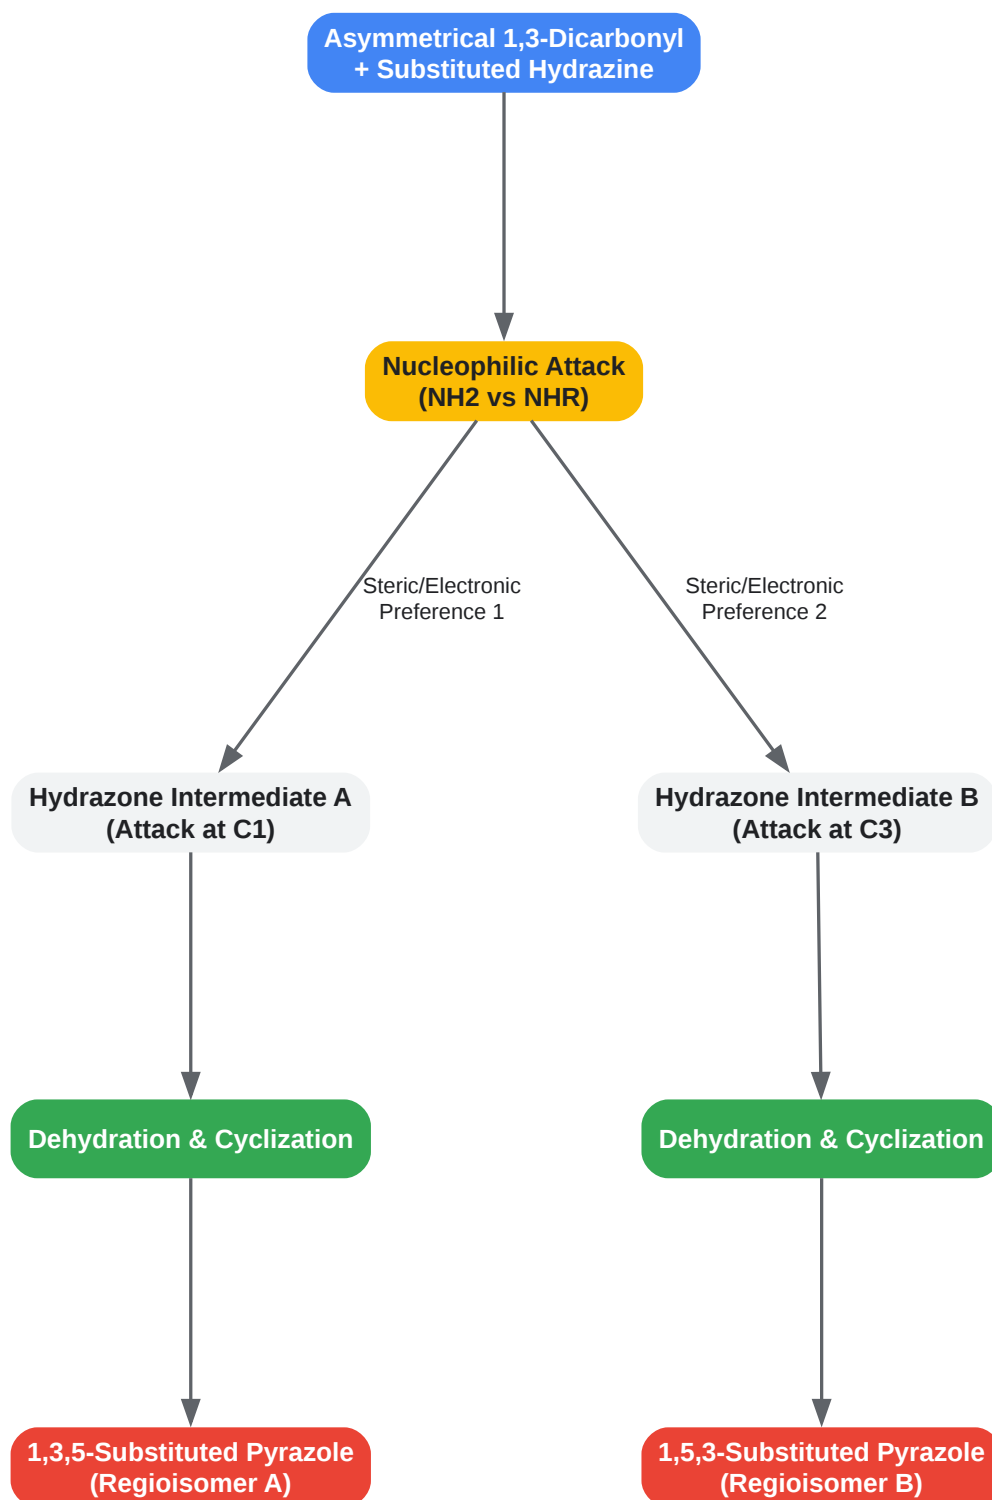 Asymmetrical 1,3-Dicarbonyl
+ Substituted Hydrazine
Nucleophilic Attack
(NH2 vs NHR)
Steric/Electronic
Preference 1
Steric/Electronic
Preference 2
Hydrazone Intermediate A
(Attack at C1)
Hydrazone Intermediate B
(Attack at C3)
Dehydration & Cyclization
Dehydration & Cyclization
1,3,5-Substituted Pyrazole
(Regioisomer A)
1,5,3-Substituted Pyrazole
(Regioisomer B)